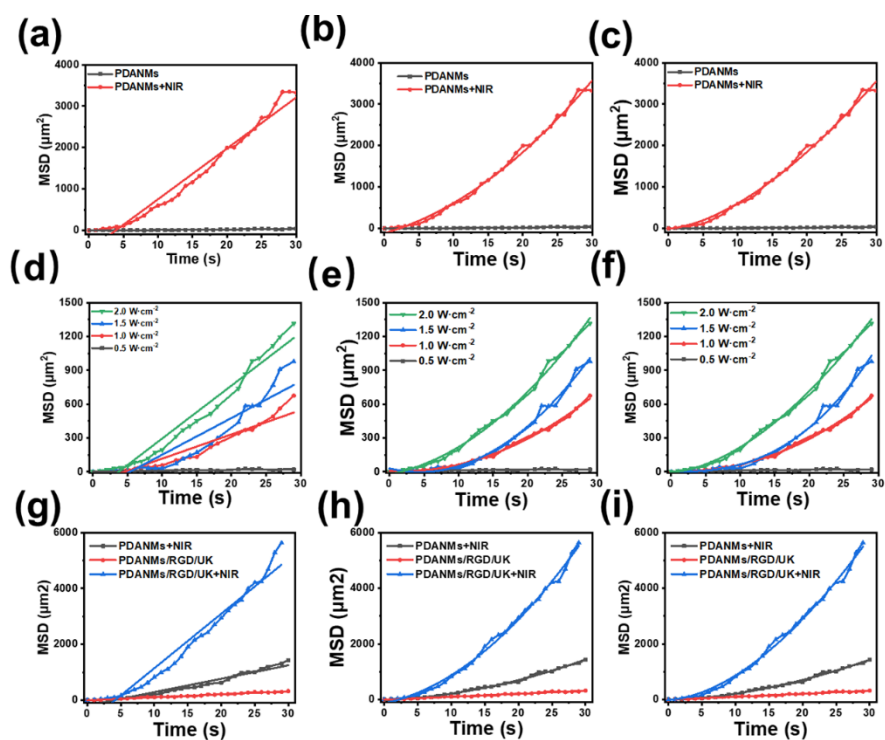 (a)
4000
3000
2000
1000
0
MSD (μm²)
PDANMs
PDANMs+NIR
0 5 10 15 20 25 30
Time (s)
(b)
4000
3000
2000
1000
0
MSD (μm²)
PDANMs
PDANMs+NIR
0 5 10 15 20 25 30
Time (s)
(c)
4000
3000
2000
1000
0
MSD (μm²)
PDANMs
PDANMs+NIR
0 5 10 15 20 25 30
Time (s)
(d)
1500
1200
900
600
300
0
MSD (μm²)
2.0 W·cm⁻²
1.5 W·cm⁻²
1.0 W·cm⁻²
0.5 W·cm⁻²
0 5 10 15 20 25 30
Time (s)
(e)
1500
1200
900
600
300
0
MSD (μm²)
2.0 W·cm⁻²
1.5 W·cm⁻²
1.0 W·cm⁻²
0.5 W·cm⁻²
0 5 10 15 20 25 30
Time (s)
(f)
1500
1200
900
600
300
0
MSD (μm²)
2.0 W·cm⁻²
1.5 W·cm⁻²
1.0 W·cm⁻²
0.5 W·cm⁻²
0 5 10 15 20 25 30
Time (s)
(g)
6000
4000
2000
0
MSD (μm2)
PDANMs+NIR
PDANMs/RGD/UK
PDANMs/RGD/UK+NIR
0 5 10 15 20 25 30
Time (s)
(h)
6000
4000
2000
0
MSD (μm2)
PDANMs+NIR
PDANMs/RGD/UK
PDANMs/RGD/UK+NIR
0 5 10 15 20 25 30
Time (s)
(i)
6000
4000
2000
0
MSD (μm2)
PDANMs+NIR
PDANMs/RGD/UK
PDANMs/RGD/UK+NIR
0 5 10 15 20 25 30
Time (s)